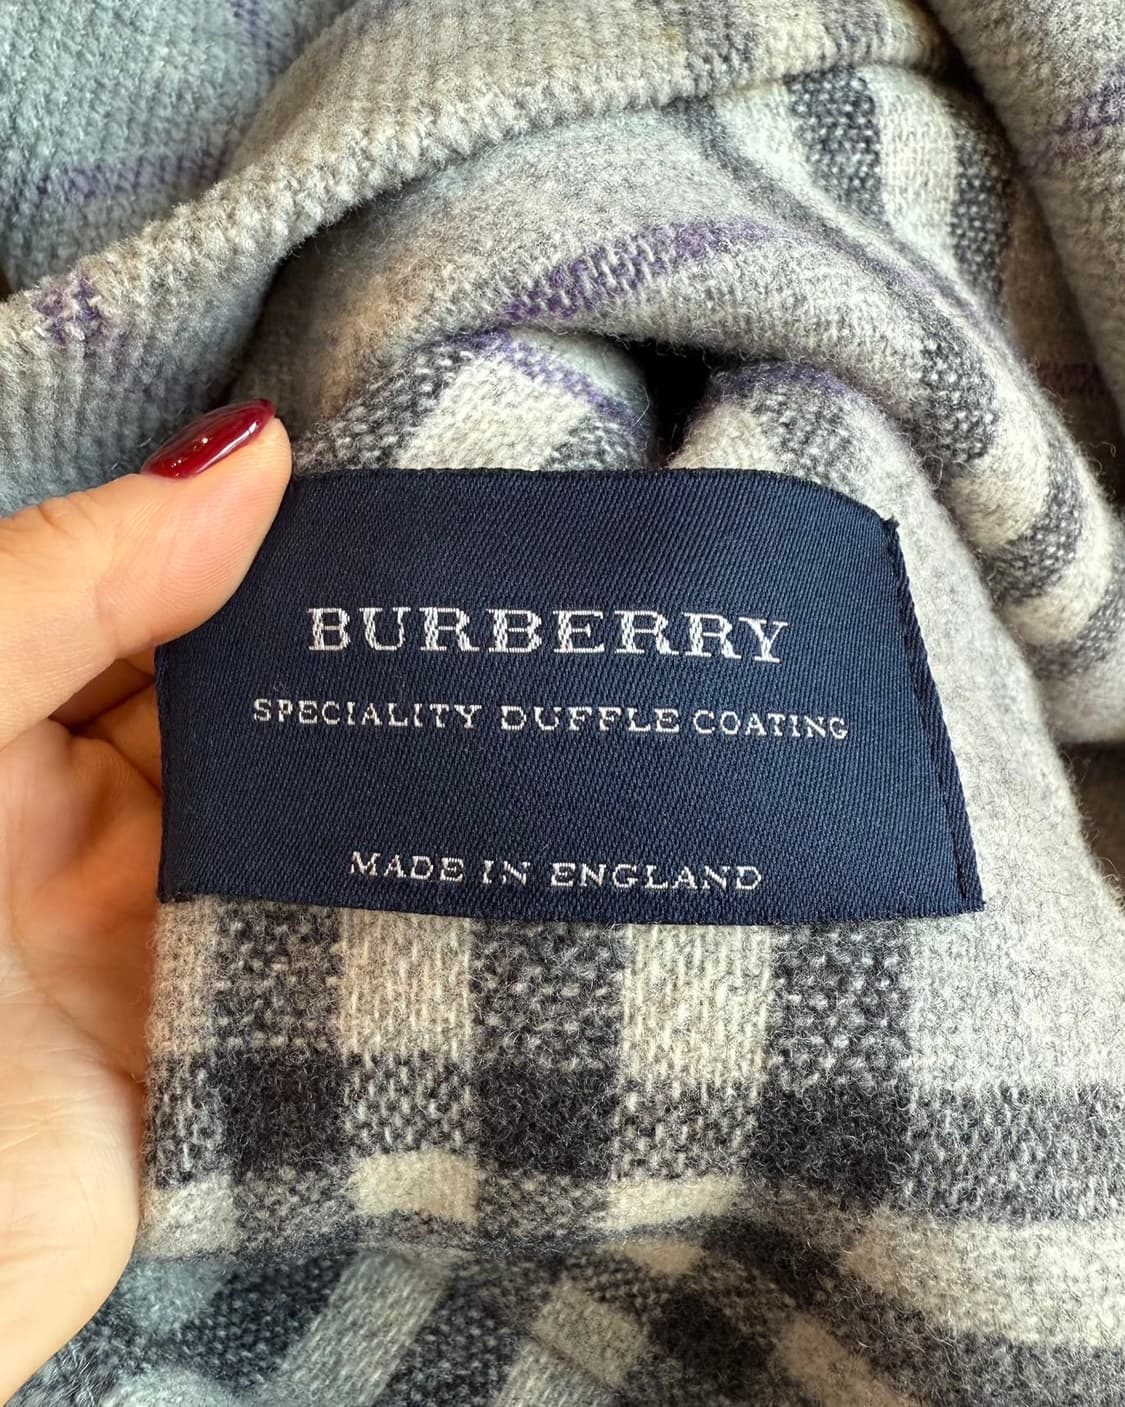 BURBERRY
SPECIALITY DUFFLE COATING
MADE IN ENGLAND